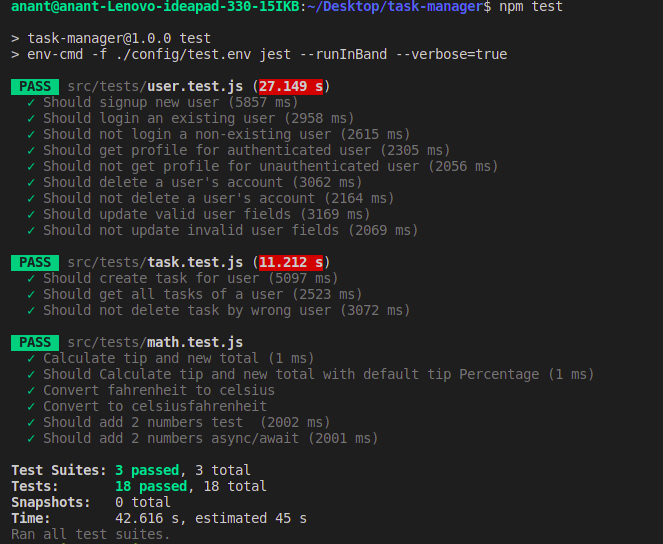 anant@anant-Lenovo-ideapad-330-15IKB:~/Desktop/task-manager$ npm test
> task-manager@1.0.0 test
> env-cmd -f ./config/test.env jest --runInBand --verbose=true
PASS src/tests/user.test.js (27.149 s)
✓ Should signup new user (5857 ms)
✓ Should login an existing user (2958 ms)
✓ Should not login a non-existing user (2615 ms)
✓ Should get profile for authenticated user (2305 ms)
✓ Should not get profile for unauthenticated user (2056 ms)
✓ Should delete a user's account (3062 ms)
✓ Should not delete a user's account (2164 ms)
✓ Should update valid user fields (3169 ms)
✓ Should not update invalid user fields (2069 ms)
PASS src/tests/task.test.js (11.212 s)
✓ Should create task for user (5097 ms)
✓ Should get all tasks of a user (2523 ms)
✓ Should not delete task by wrong user (3072 ms)
PASS src/tests/math.test.js
✓ Calculate tip and new total (1 ms)
✓ Should Calculate tip and new total with default tip Percentage (1 ms)
✓ Convert fahrenheit to celsius
✓ Convert to celsiusfahrenheit
✓ Should add 2 numbers test (2002 ms)
✓ Should add 2 numbers async/await (2001 ms)
Test Suites: 3 passed, 3 total
Tests: 18 passed, 18 total
Snapshots: 0 total
Time: 42.616 s, estimated 45 s
Ran all test suites.